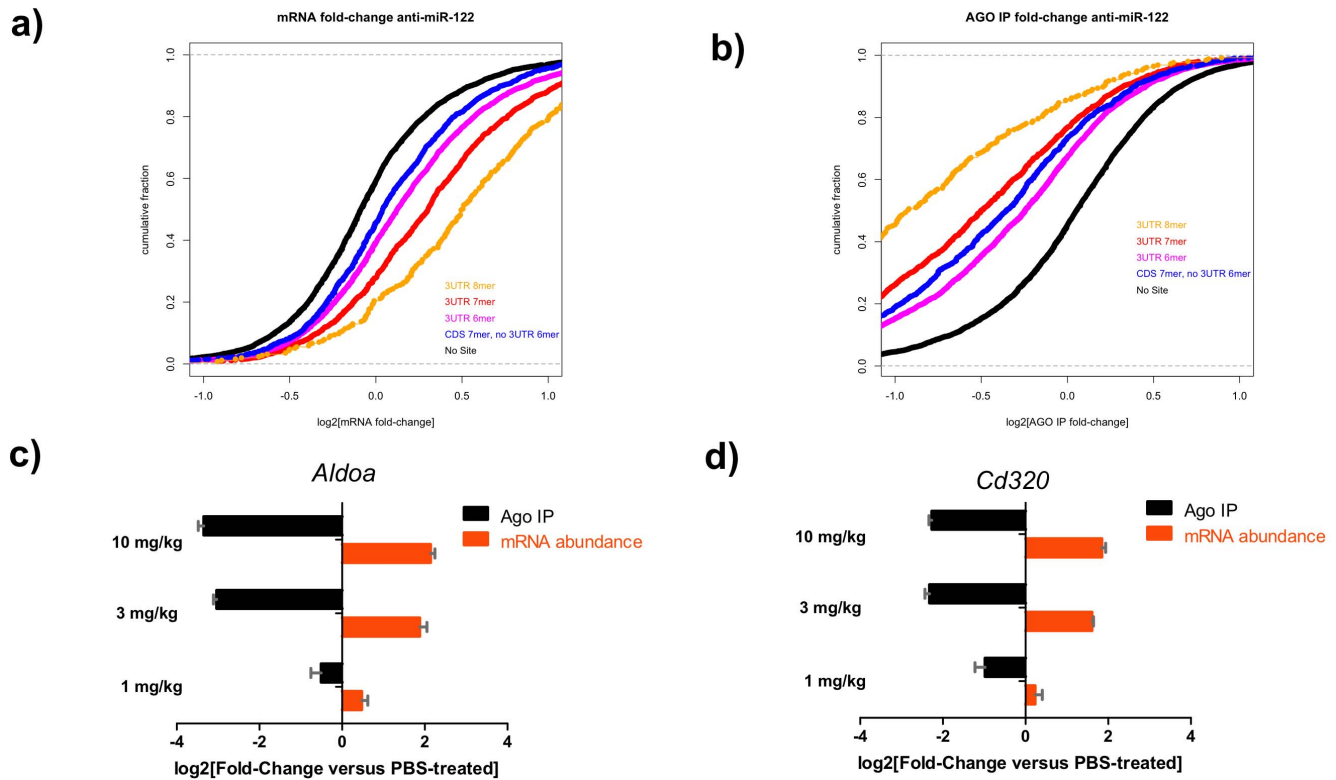 a)
mRNA fold-change anti-miR-122
cumulative fraction
1.0
0.8
0.6
0.4
0.2
0.0
3UTR 8mer
3UTR 7mer
3UTR 6mer
CDS 7mer, no 3UTR 6mer
No Site
-1.0 -0.5 0.0 0.5 1.0
log2[mRNA fold-change]
b)
AGO IP fold-change anti-miR-122
cumulative fraction
1.0
0.8
0.6
0.4
0.2
0.0
3UTR 8mer
3UTR 7mer
3UTR 6mer
CDS 7mer, no 3UTR 6mer
No Site
-1.0 -0.5 0.0 0.5 1.0
log2[AGO IP fold-change]
c)
Aldoa
Ago IP
mRNA abundance
10 mg/kg
3 mg/kg
1 mg/kg
-4 -2 0 2 4
log2[Fold-Change versus PBS-treated]
d)
Cd320
Ago IP
mRNA abundance
10 mg/kg
3 mg/kg
1 mg/kg
-4 -2 0 2 4
log2[Fold-Change versus PBS-treated]